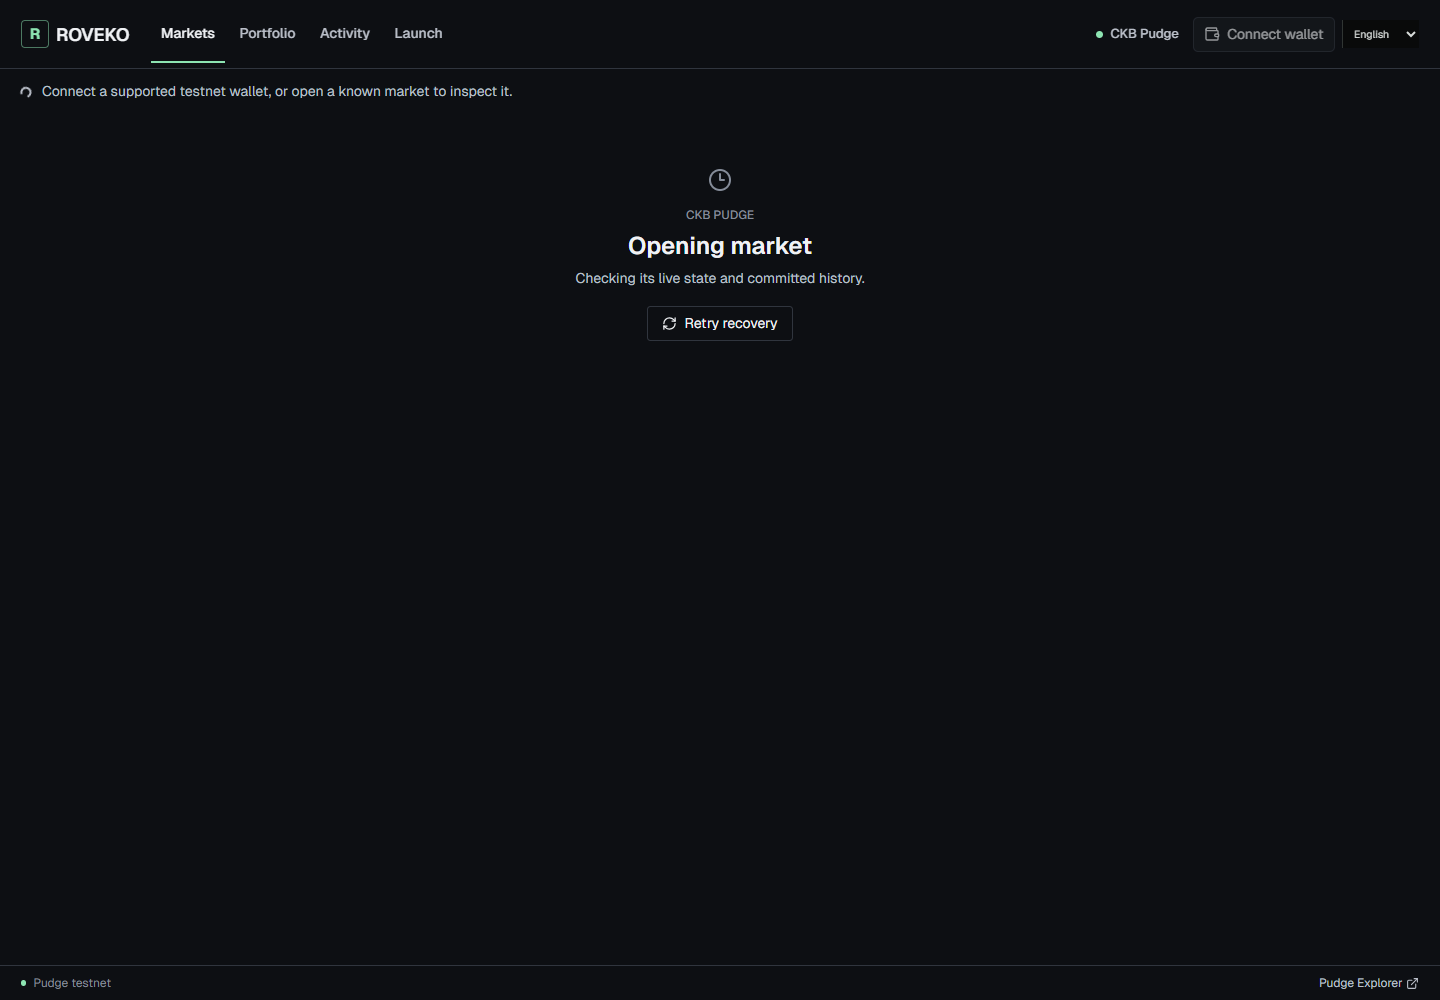 R ROVEKO Markets Portfolio Activity Launch CKB Pudge Connect wallet English
Connect a supported testnet wallet, or open a known market to inspect it.
CKB PUDGE
Opening market
Checking its live state and committed history.
Retry recovery
Pudge testnet Pudge Explorer